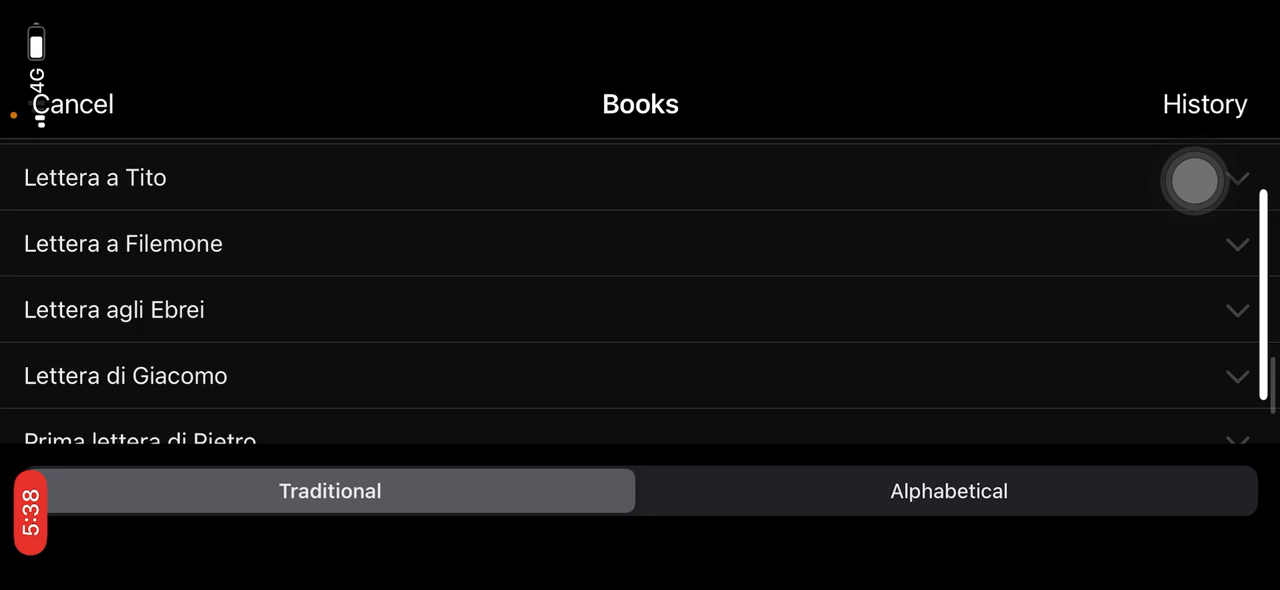 4G
Cancel
Books
History
Lettera a Tito
Lettera a Filemone
Lettera agli Ebrei
Lettera di Giacomo
Prima lettera di Pietro
Traditional
Alphabetical
5:38